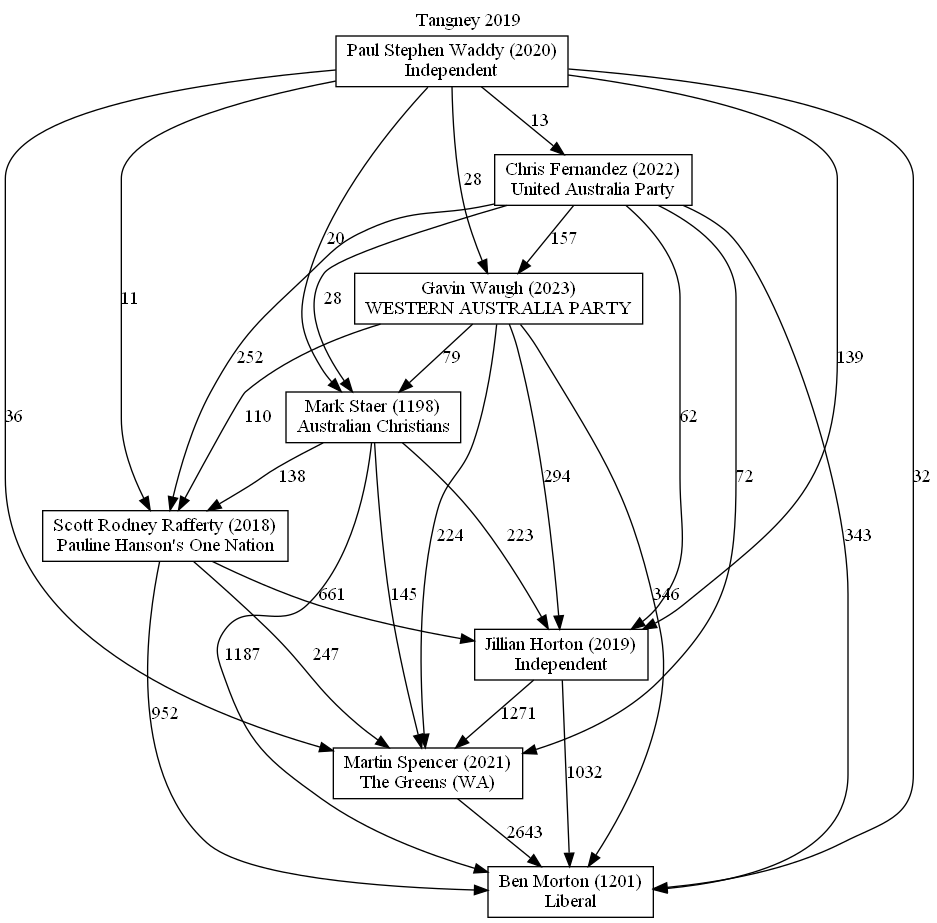 Tangney 2019
Paul Stephen Waddy (2020)
Independent
13
Chris Fernandez (2022)
United Australia Party
28
20
157
Gavin Waugh (2023)
WESTERN AUSTRALIA PARTY
28
11
252
79
139
Mark Staer (1198)
Australian Christians
36
110
62
138
294
72
32
Scott Rodney Rafferty (2018)
Pauline Hanson's One Nation
224
223
343
661
145
346
Jillian Horton (2019)
Independent
1187
247
952
1271
Martin Spencer (2021)
The Greens (WA)
1032
2643
Ben Morton (1201)
Liberal